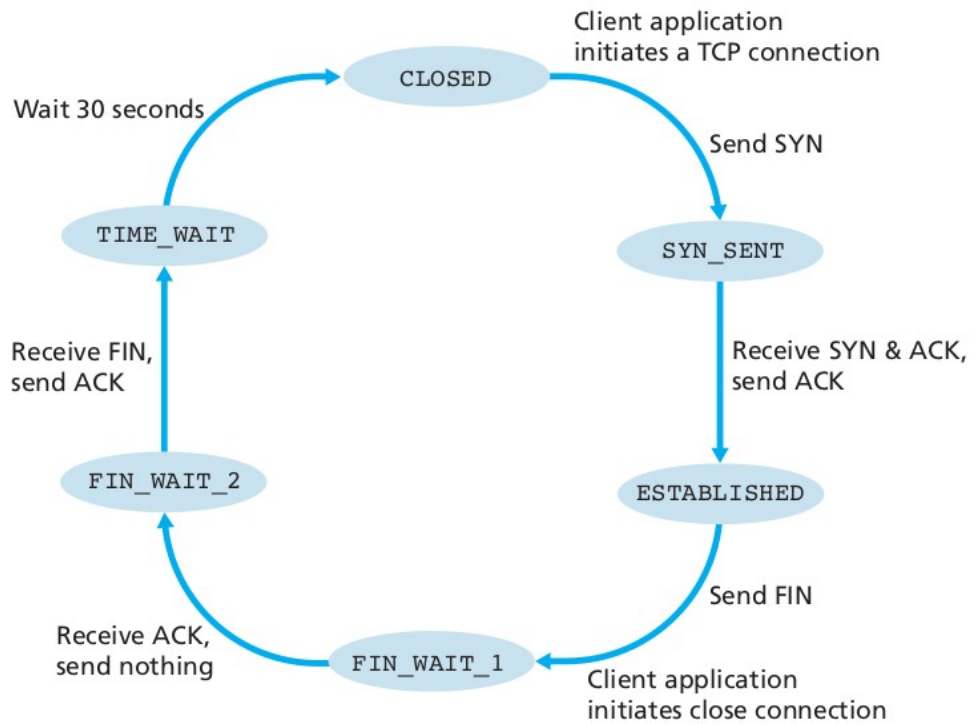 Client application
initiates a TCP connection
CLOSED
Wait 30 seconds
Send SYN
TIME_WAIT
SYN_SENT
Receive FIN,
send ACK
Receive SYN & ACK,
send ACK
FIN_WAIT_2
ESTABLISHED
Send FIN
Receive ACK,
send nothing
FIN_WAIT_1
Client application
initiates close connection